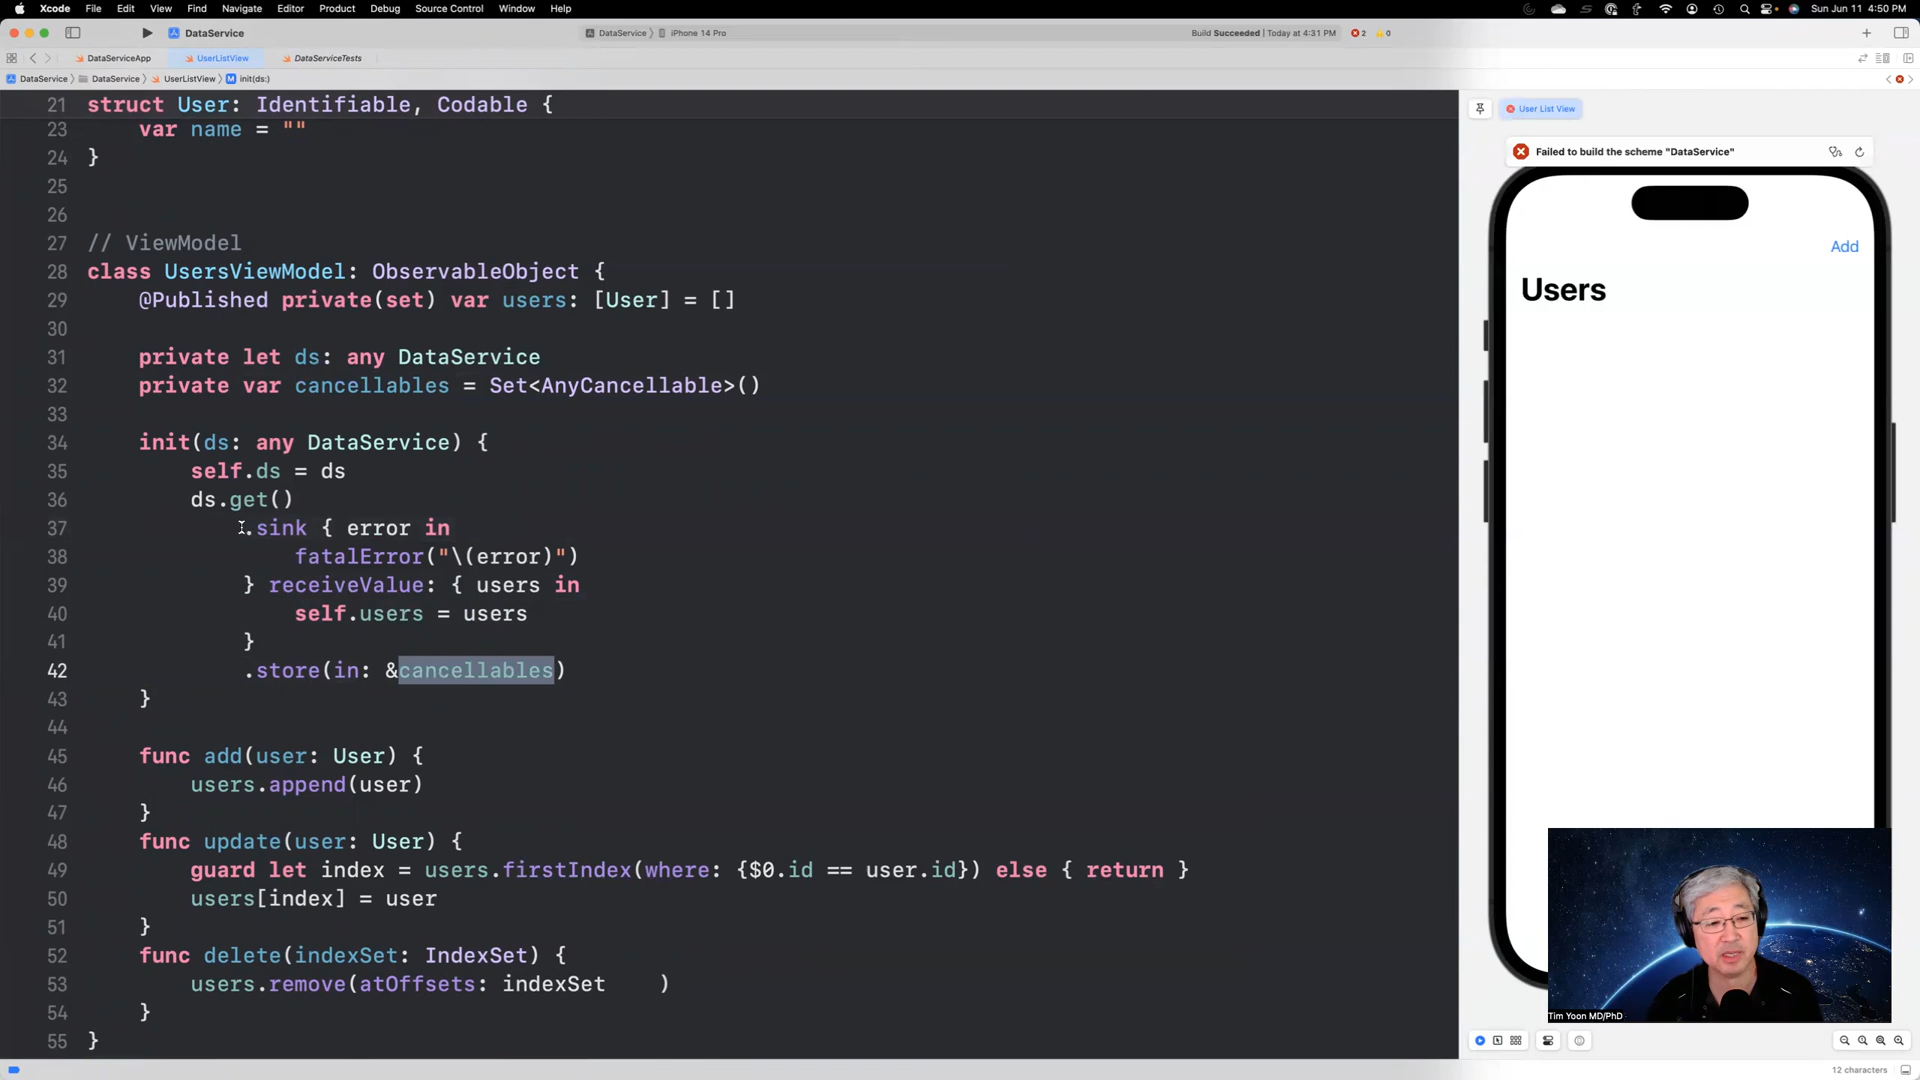 Xcode File Edit View Find Navigate Editor Product Debug Source Control Window Help Sun Jun 11 4:50 PM
DataService DataService iPhone 14 Pro Build Succeeded | Today at 4:31 PM 2 0
DataServiceApp UserListView DataServiceTests
DataService DataService UserListView M init(ds:)
User List View
Failed to build the scheme "DataService"
21 struct User: Identifiable, Codable {
23 var name = ""
24 }
25
26
27 // ViewModel
28 class UsersViewModel: ObservableObject {
29 @Published private(set) var users: [User] = []
30
31 private let ds: any DataService
32 private var cancellables = Set<AnyCancellable>()
33
34 init(ds: any DataService) {
35 self.ds = ds
36 ds.get()
37 .sink { error in
38 fatalError("\(error)")
39 } receiveValue: { users in
40 self.users = users
41 }
42 .store(in: &cancellables)
43 }
44
45 func add(user: User) {
46 users.append(user)
47 }
48 func update(user: User) {
49 guard let index = users.firstIndex(where: {$0.id == user.id}) else { return }
50 users[index] = user
51 }
52 func delete(indexSet: IndexSet) {
53 users.remove(atOffsets: indexSet )
54 }
55 }
Add
Users
Tim Yoon MD/PhD
12 characters